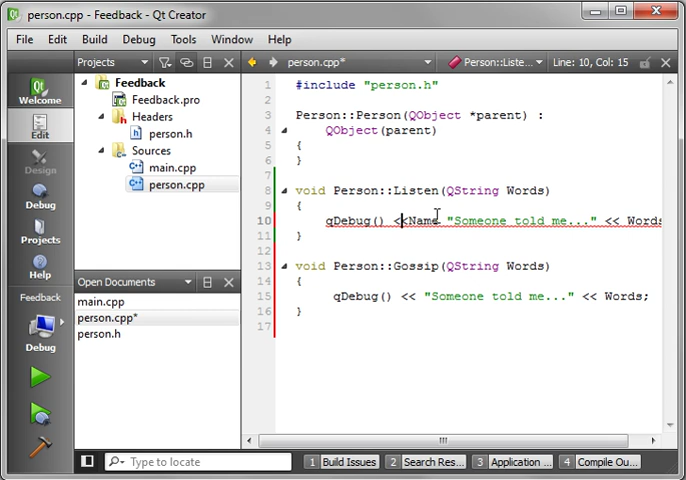 person.cpp - Feedback - Qt Creator
File Edit Build Debug Tools Window Help
Projects
person.cpp*
Person::Liste...
Line: 10, Col: 15
Welcome
Edit
Design
Debug
Projects
Help
Feedback
Debug
Feedback
Feedback.pro
Headers
person.h
Sources
main.cpp
person.cpp
Open Documents
main.cpp
person.cpp*
person.h
1 #include "person.h"
2
3 Person::Person(QObject *parent) :
4 QObject(parent)
5 {
6 }
7
8 void Person::Listen(QString Words)
9 {
10 qDebug() <<Name "Someone told me..." << Words
11 }
12
13 void Person::Gossip(QString Words)
14 {
15 qDebug() << "Someone told me..." << Words;
16 }
17
Type to locate
1 Build Issues
2 Search Res...
3 Application ...
4 Compile Ou...